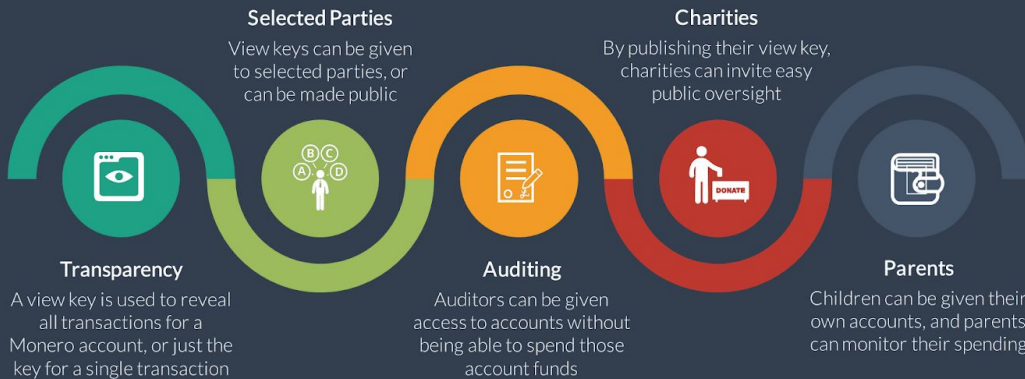 Selected Parties
View keys can be given
to selected parties, or
can be made public
Charities
By publishing their view key,
charities can invite easy
public oversight
A
B
C
D
DONATE
Transparency
A view key is used to reveal
all transactions for a
Monero account, or just the
key for a single transaction
Auditing
Auditors can be given
access to accounts without
being able to spend those
account funds
Parents
Children can be given their
own accounts, and parents
can monitor their spending